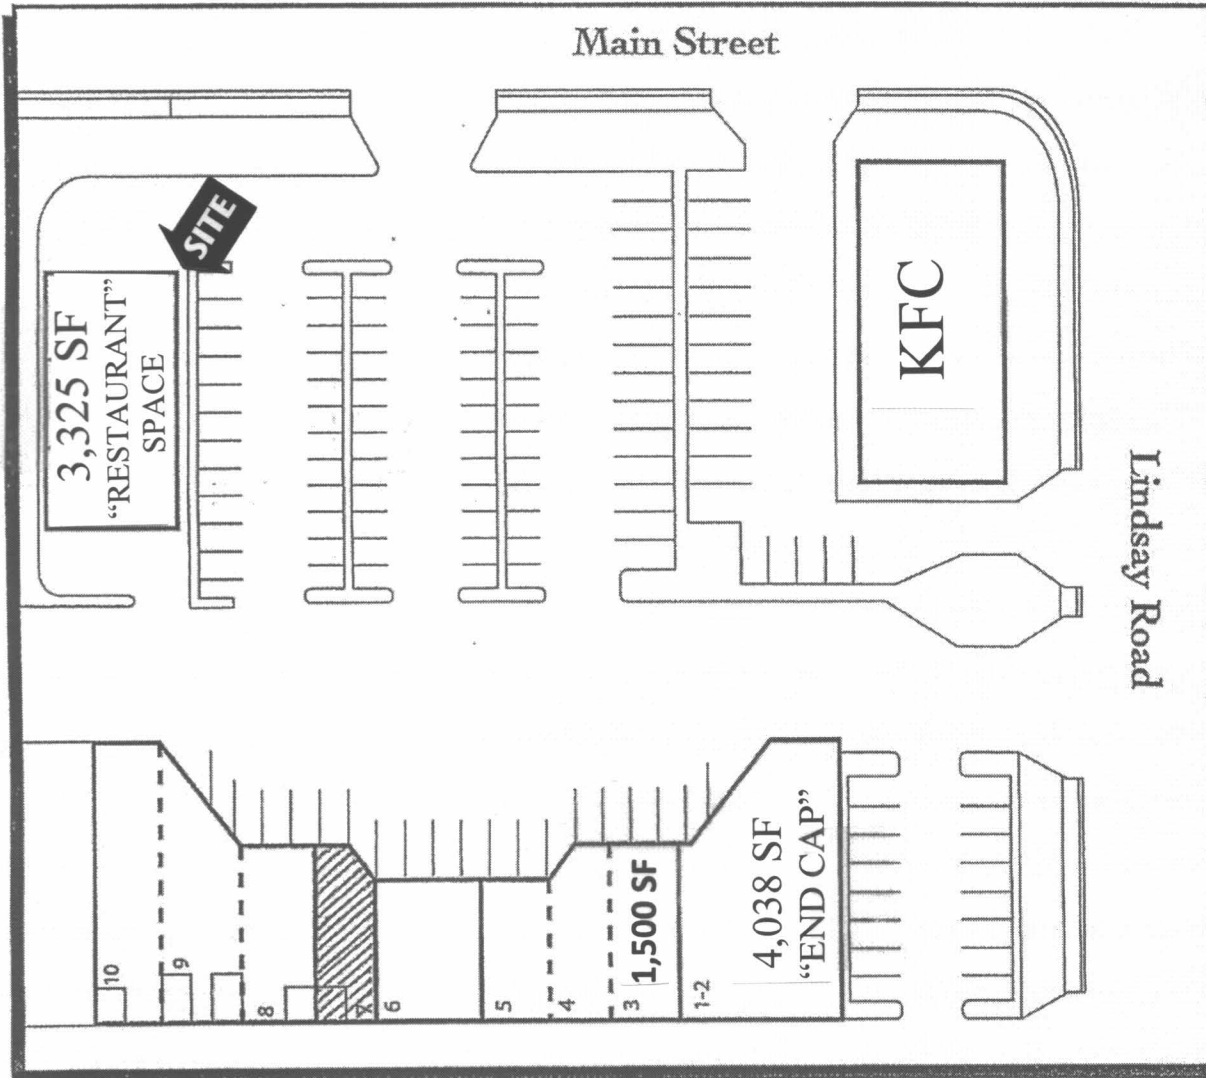 Main Street
SITE
3,325 SF
“RESTAURANT”
SPACE
KFC
Lindsay Road
10
9
8
6
5
4
3
1,500 SF
1-2
4,038 SF
“END CAP”